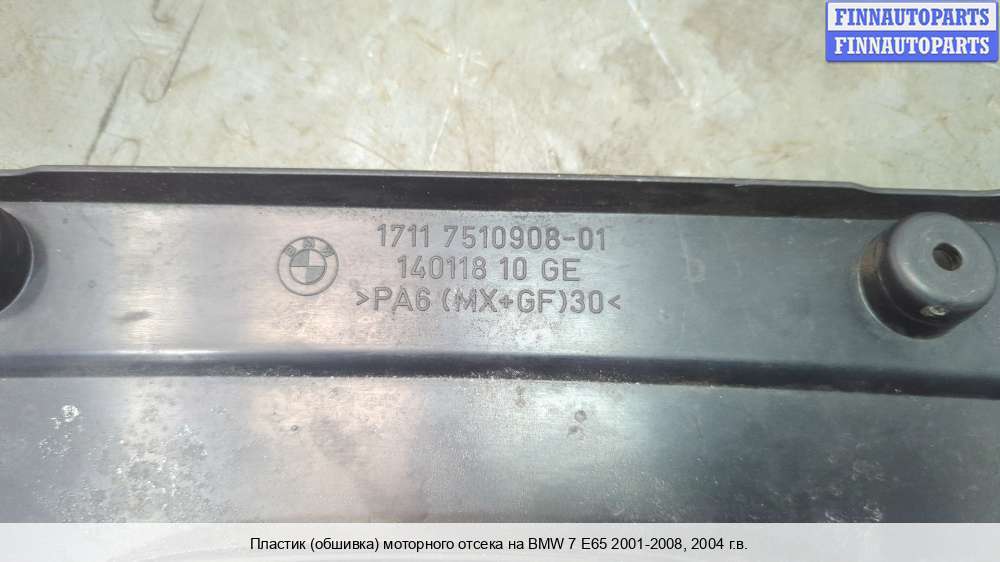 FINNAUTOPARTS
FINNAUTOPARTS
BMW
1711 7510908-01
140118 10 GE
>PA6 (MX+GF)30<
Пластик (обшивка) моторного отсека на BMW 7 E65 2001-2008, 2004 г.в.